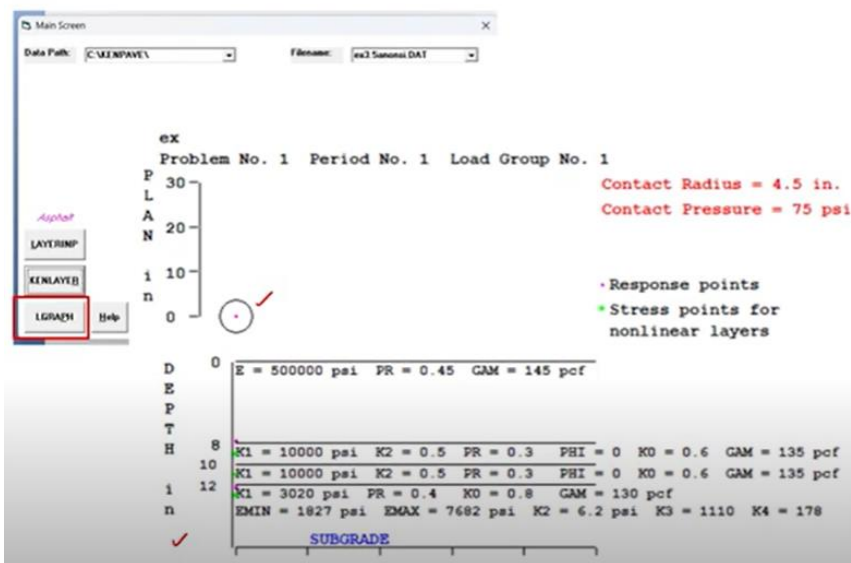 Main Screen
Data Path: C:\KENPAVE\ Filename: ex3.Sanonsi.DAT
ex
Problem No. 1 Period No. 1 Load Group No. 1
PLAN in
30
20
10
0
Contact Radius = 4.5 in.
Contact Pressure = 75 psi
Asphalt
LAYERINP
KENLAYER
LGRAPH Help
Response points
Stress points for
nonlinear layers
DEPTH in
0
E = 500000 psi PR = 0.45 GAM = 145 pcf
8
K1 = 10000 psi K2 = 0.5 PR = 0.3 PHI = 0 K0 = 0.6 GAM = 135 pcf
10
K1 = 10000 psi K2 = 0.5 PR = 0.3 PHI = 0 K0 = 0.6 GAM = 135 pcf
12
K1 = 3020 psi PR = 0.4 K0 = 0.8 GAM = 130 pcf
EMIN = 1827 psi EMAX = 7682 psi K2 = 6.2 psi K3 = 1110 K4 = 178
SUBGRADE